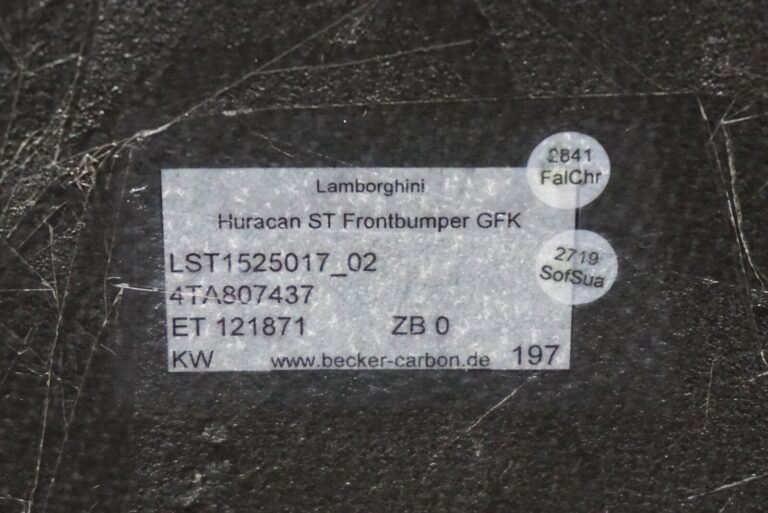 Lamborghini
Huracan ST Frontbumper GFK
LST1525017_02
4TA807437
ET 121871 ZB 0
KW www.becker-carbon.de 197
2841
FalChr
2719
SofSua